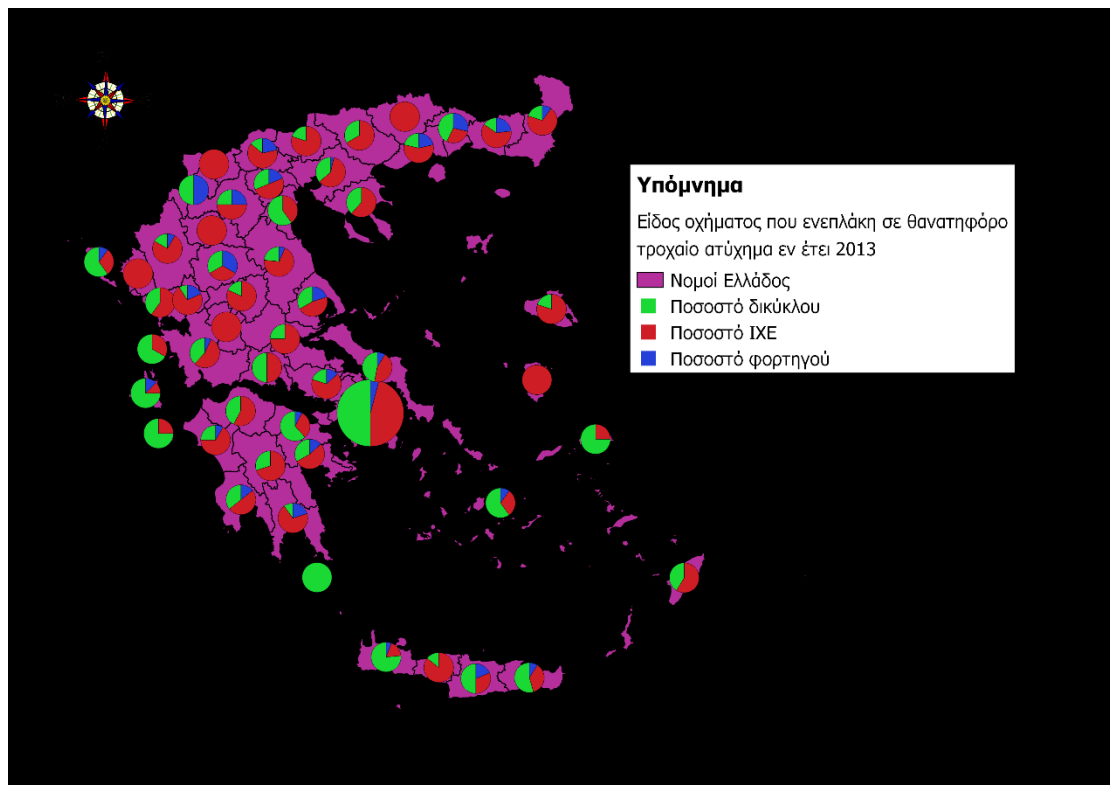 Υπόμνημα
Είδος οχήματος που ενεπλάκη σε θανατηφόρο
τροχαίο ατύχημα εν έτει 2013
Νομοί Ελλάδος
Ποσοστό δικύκλου
Ποσοστό ΙΧΕ
Ποσοστό φορτηγού